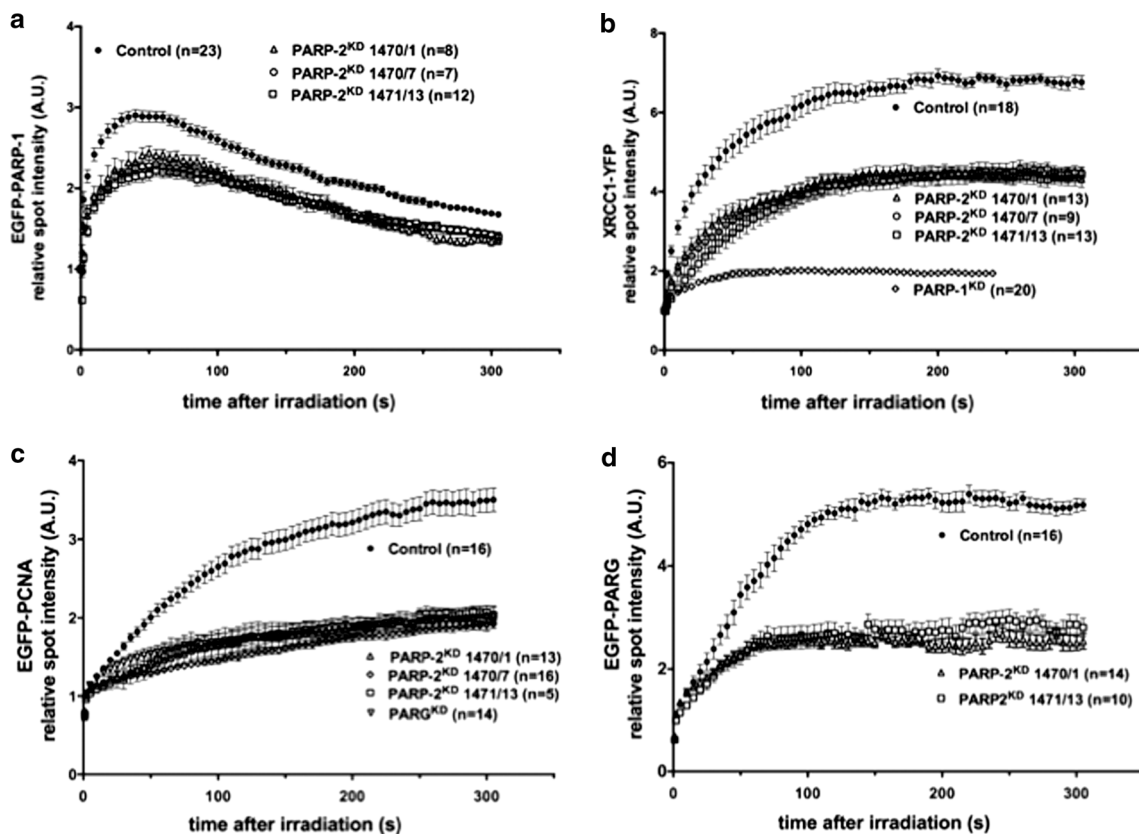 a
4
3
2
1
0
Control (n=23)
PARP-2KD 1470/1 (n=8)
PARP-2KD 1470/7 (n=7)
PARP-2KD 1471/13 (n=12)
EGFP-PARP-1
relative spot intensity (A.U.)
0 100 200 300
time after irradiation (s)
b
8
6
4
2
0
Control (n=18)
PARP-2KD 1470/1 (n=13)
PARP-2KD 1470/7 (n=9)
PARP-2KD 1471/13 (n=13)
PARP-1KD (n=20)
XRCC1-YFP
relative spot intensity (A.U.)
0 100 200 300
time after irradiation (s)
c
4
3
2
1
0
Control (n=16)
PARP-2KD 1470/1 (n=13)
PARP-2KD 1470/7 (n=16)
PARP-2KD 1471/13 (n=5)
PARGKD (n=14)
EGFP-PCNA
relative spot intensity (A.U.)
0 100 200 300
time after irradiation (s)
d
6
4
2
0
Control (n=16)
PARP-2KD 1470/1 (n=14)
PARP2KD 1471/13 (n=10)
EGFP-PARG
relative spot intensity (A.U.)
0 100 200 300
time after irradiation (s)